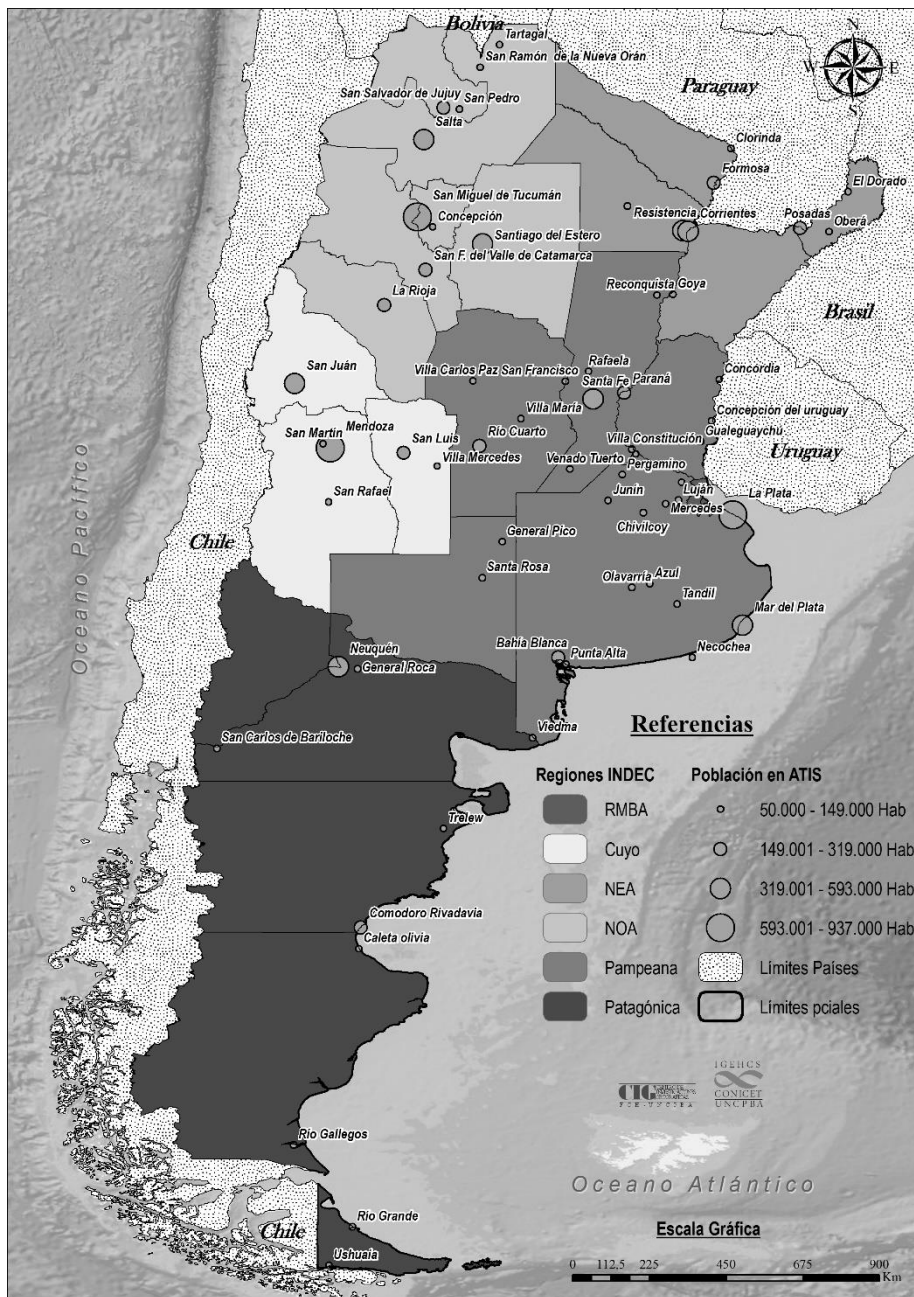 Bolivia
Tartagal
San Ramón de la Nueva Orán
N
W
E
S
Paraguay
San Salvador de Jujuy
San Pedro
Salta
Clorinda
Formosa
El Dorado
San Miguel de Tucumán
Concepción
Resistencia
Corrientes
Posadas
Oberá
Santiago del Estero
San F. del Valle de Catamarca
La Rioja
Reconquista
Goya
Brasil
San Juán
Villa Carlos Paz
San Francisco
Rafaela
Santa Fe
Paraná
Concordia
Villa María
Concepción del uruguay
San Martín
Mendoza
San Luis
Río Cuarto
Villa Constitución
Gualeguaychú
Uruguay
Villa Mercedes
Venado Tuerto
Pergamino
San Rafael
Junín
Luján
La Plata
Mercedes
Chivilcoy
Oceano Pacífico
Chile
General Pico
Santa Rosa
Olavarría
Azul
Tandil
Mar del Plata
Neuquén
General Roca
Bahía Blanca
Punta Alta
Necochea
San Carlos de Bariloche
Viedma
Referencias
Regiones INDEC
Población en ATIS
RMBA
50.000 - 149.000 Hab
Cuyo
149.001 - 319.000 Hab
NEA
319.001 - 593.000 Hab
NOA
593.001 - 937.000 Hab
Pampeana
Límites Países
Patagónica
Límites pciales
Trelew
Comodoro Rivadavia
Caleta olivia
IGEHCS
CONICET
UNCPBA
CIG
Río Gallegos
Oceano Atlántico
Chile
Río Grande
Ushuaia
Escala Gráfica
0 112,5 225 450 675 900
Km